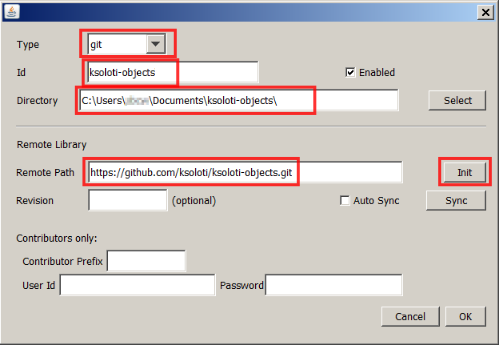 Type git
Id ksoloti-objects Enabled
Directory C:\Users\ \Documents\ksoloti-objects\ Select
Remote Library
Remote Path https://github.com/ksoloti/ksoloti-objects.git Init
Revision (optional) Auto Sync Sync
Contributors only:
Contributor Prefix
User Id Password
Cancel OK